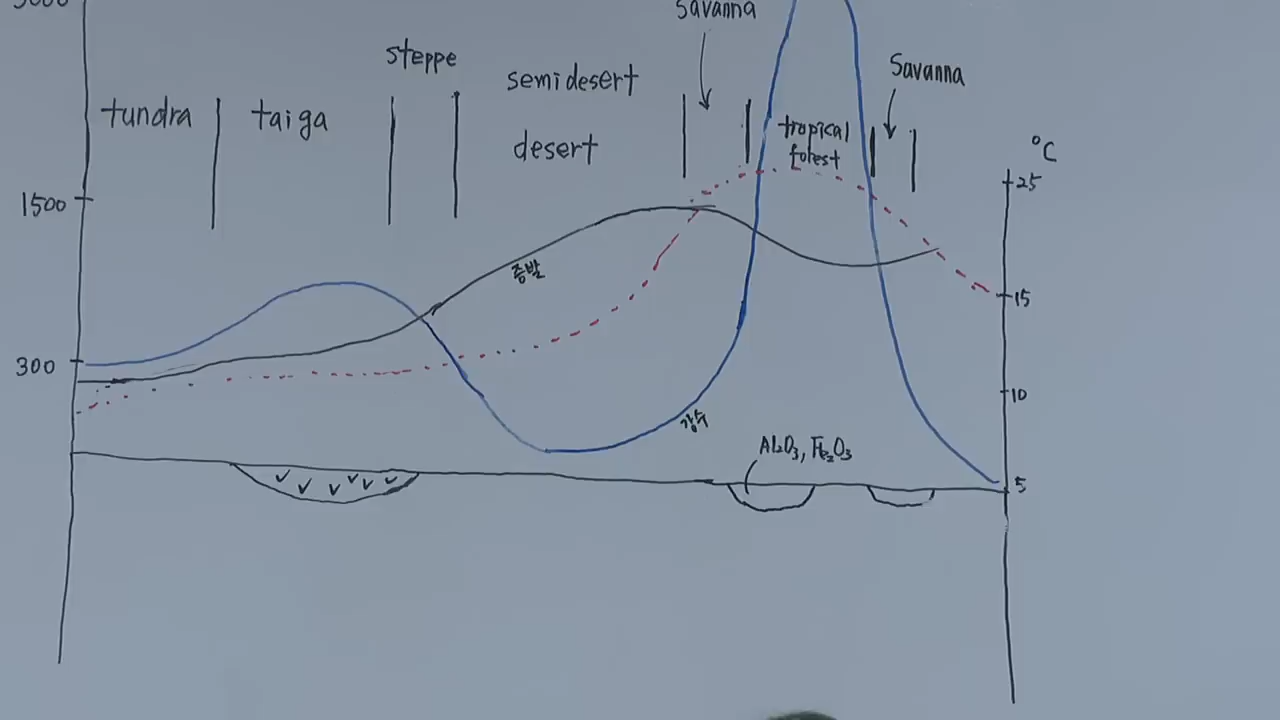 3000
Savanna
steppe
Savanna
semidesert
tundra
taiga
desert
tropical
forest
°C
25
1500
증발
15
300
10
강수
Al₂O₃, Fe₂O₃
5